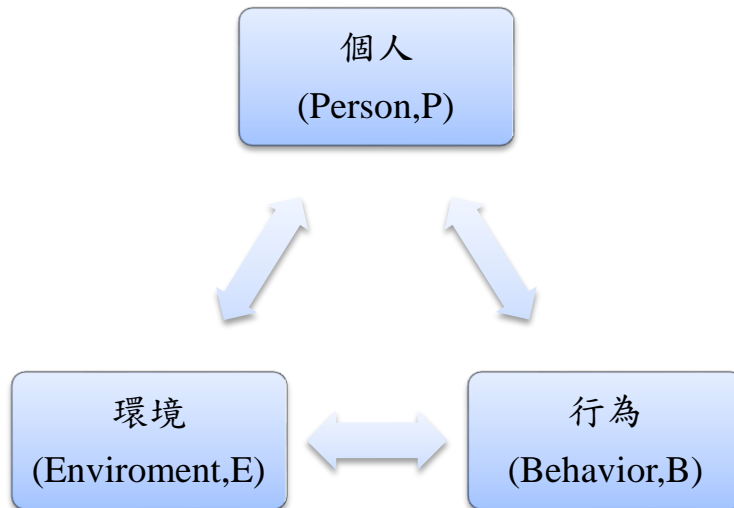 個人
(Person,P)
環境
(Enviroment,E)
行為
(Behavior,B)